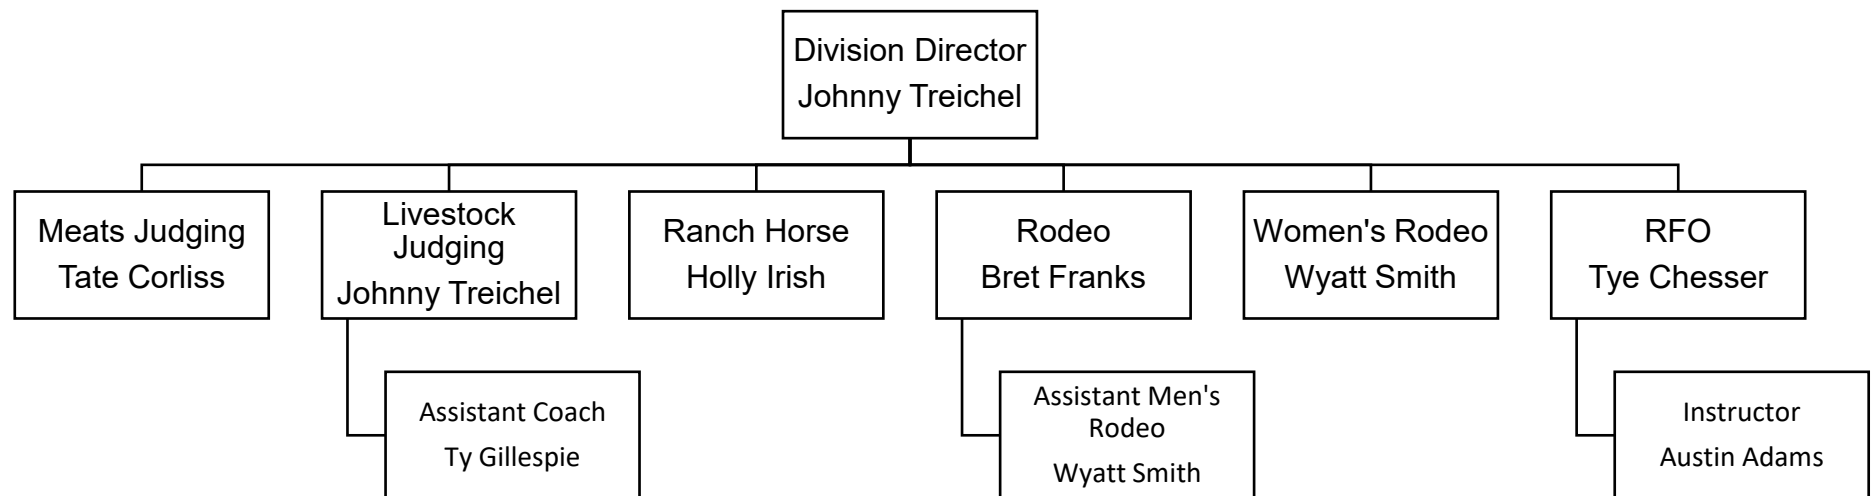 Division Director
Johnny Treichel
Meats Judging
Tate Corliss
Livestock
Judging
Johnny Treichel
Ranch Horse
Holly Irish
Rodeo
Bret Franks
Women's Rodeo
Wyatt Smith
RFO
Tye Chesser
Assistant Coach
Ty Gillespie
Assistant Men's
Rodeo
Wyatt Smith
Instructor
Austin Adams